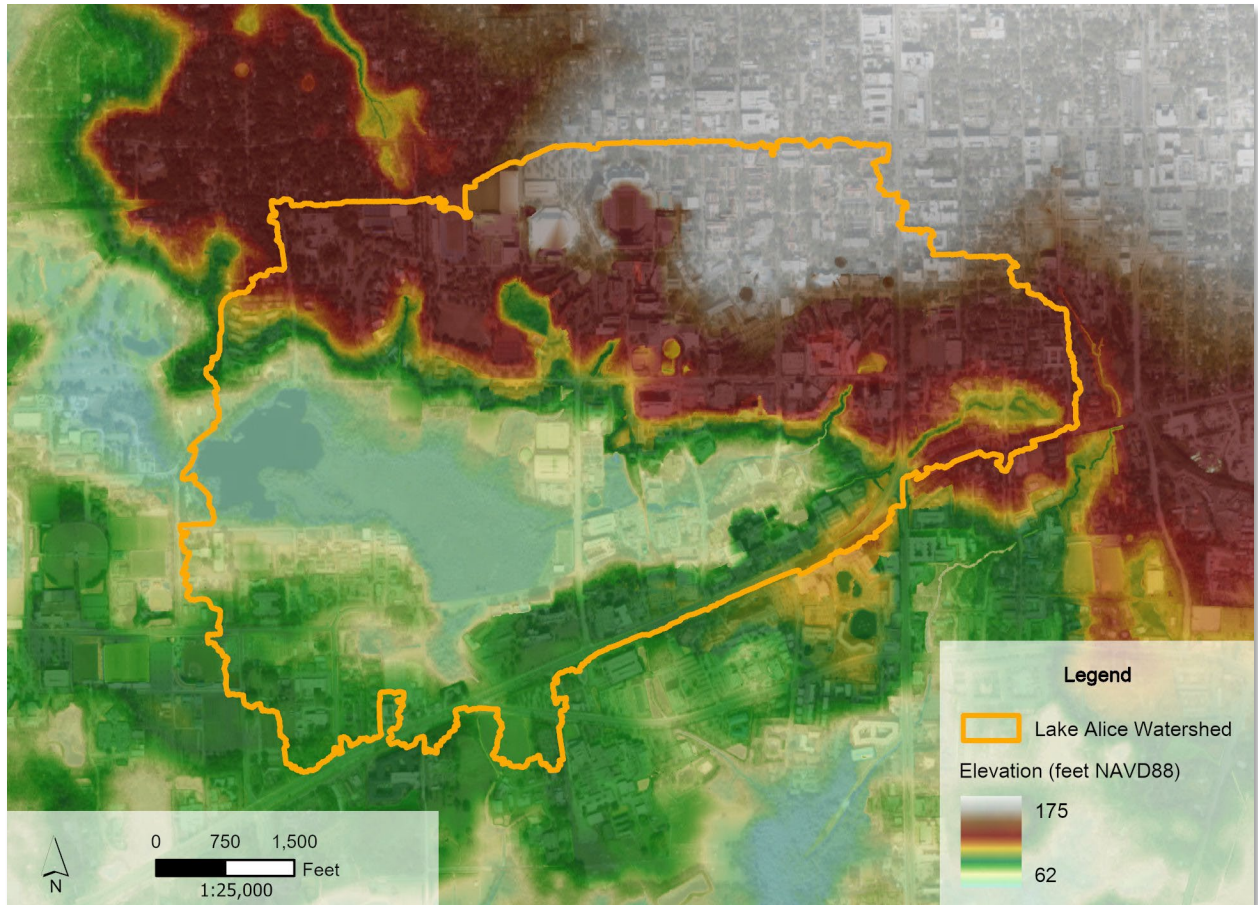 Legend
Lake Alice Watershed
Elevation (feet NAVD88)
175
62
0 750 1,500
Feet
1:25,000
N